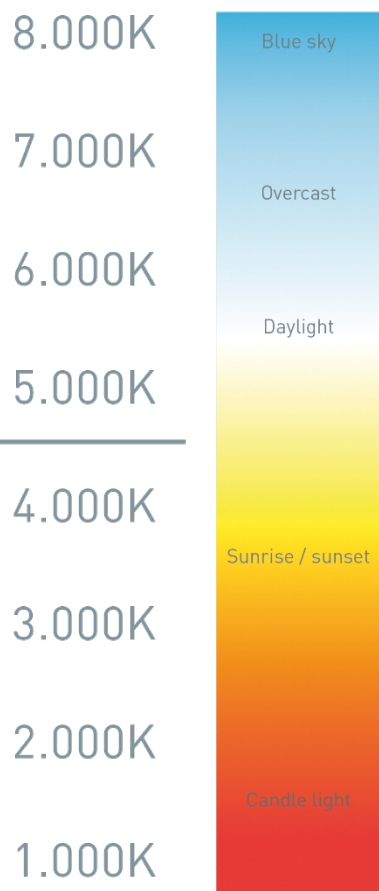 8.000K
Blue sky
7.000K
Overcast
6.000K
Daylight
5.000K
4.000K
Sunrise / sunset
3.000K
2.000K
Candle light
1.000K